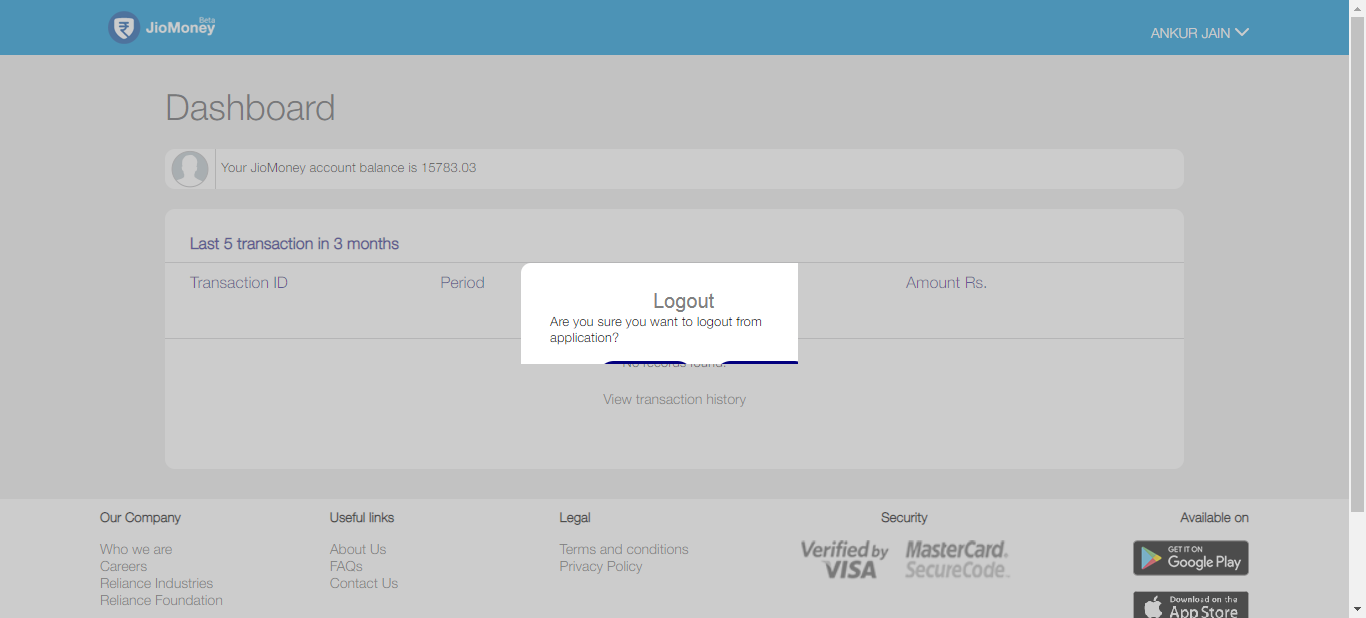 JioMoney Beta
ANKUR JAIN
Dashboard
Your JioMoney account balance is 15783.03
Last 5 transaction in 3 months
Transaction ID Period Amount Rs.
Logout
Are you sure you want to logout from
application?
No records found.
View transaction history
Our Company Useful links Legal Security Available on
Who we are About Us Terms and conditions Verified by VISA MasterCard. SecureCode. GET IT ON Google Play
Careers FAQs Privacy Policy
Reliance Industries Contact Us
Reliance Foundation Download on the App Store